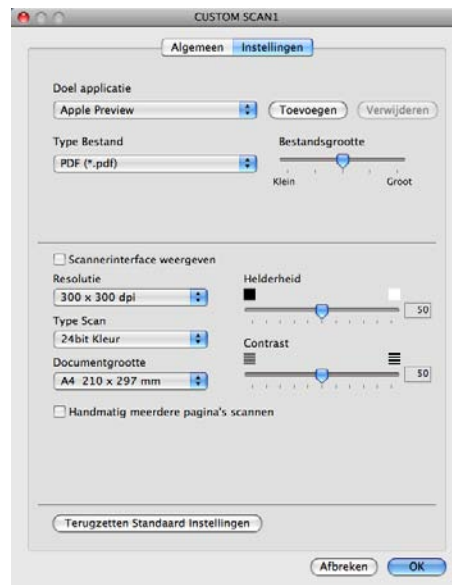 CUSTOM SCAN1
Algemeen Instellingen
Doel applicatie
Apple Preview Toevoegen Verwijderen
Type Bestand Bestandsgrootte
PDF (*.pdf)
Klein Groot
Scannerinterface weergeven
Resolutie Helderheid
300 x 300 dpi 50
Type Scan
24bit Kleur Contrast
Documentgrootte
A4 210 x 297 mm 50
Handmatig meerdere pagina's scannen
Terugzetten Standaard Instellingen
Afbreken OK